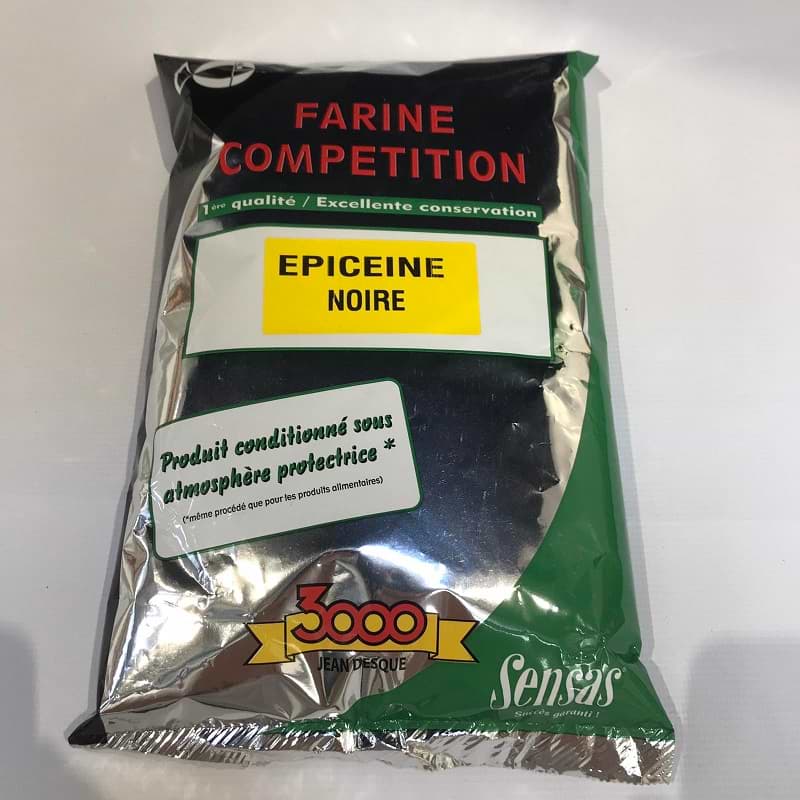 FARINE
COMPETITION
1ère qualité / Excellente conservation
EPICEINE
NOIRE
Produit conditionné sous
atmosphère protectrice *
(*même procédé que pour les produits alimentaires)
3000
JEAN DESQUE
Sensas
Succès garanti !